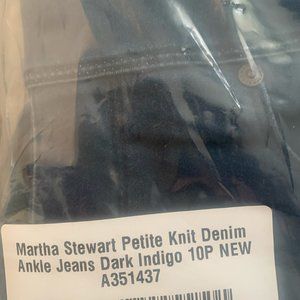 Martha Stewart Petite Knit Denim
Ankle Jeans Dark Indigo 10P NEW
A351437